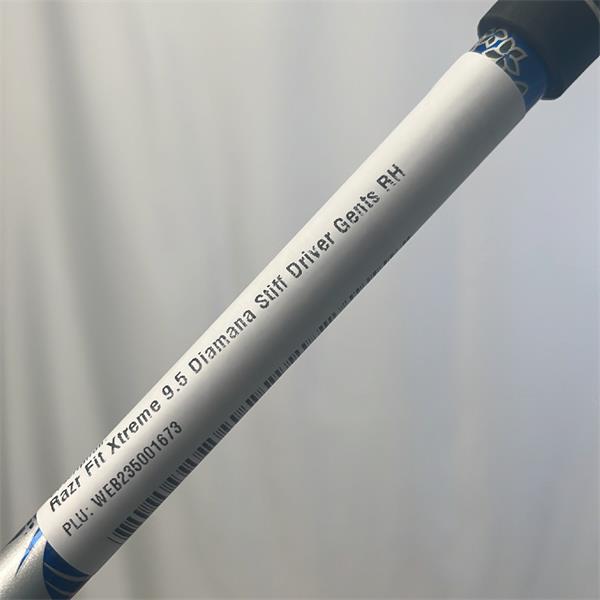 Razr Fit Xtreme 9.5 Diamana Stiff Driver Gents RH
PLU: WEB235001673